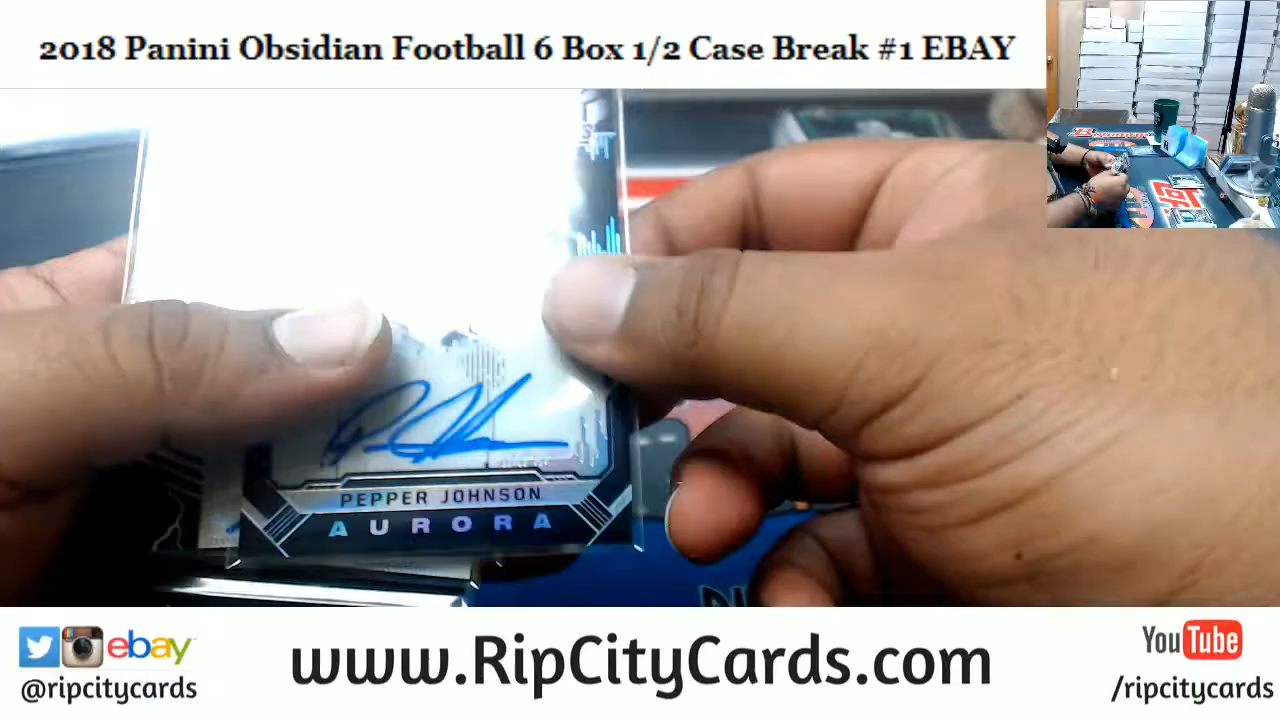 2018 Panini Obsidian Football 6 Box 1/2 Case Break #1 EBAY
PEPPER JOHNSON
AURORA
ebay
@ripcitycards
www.RipCityCards.com
YouTube
/ripcitycards